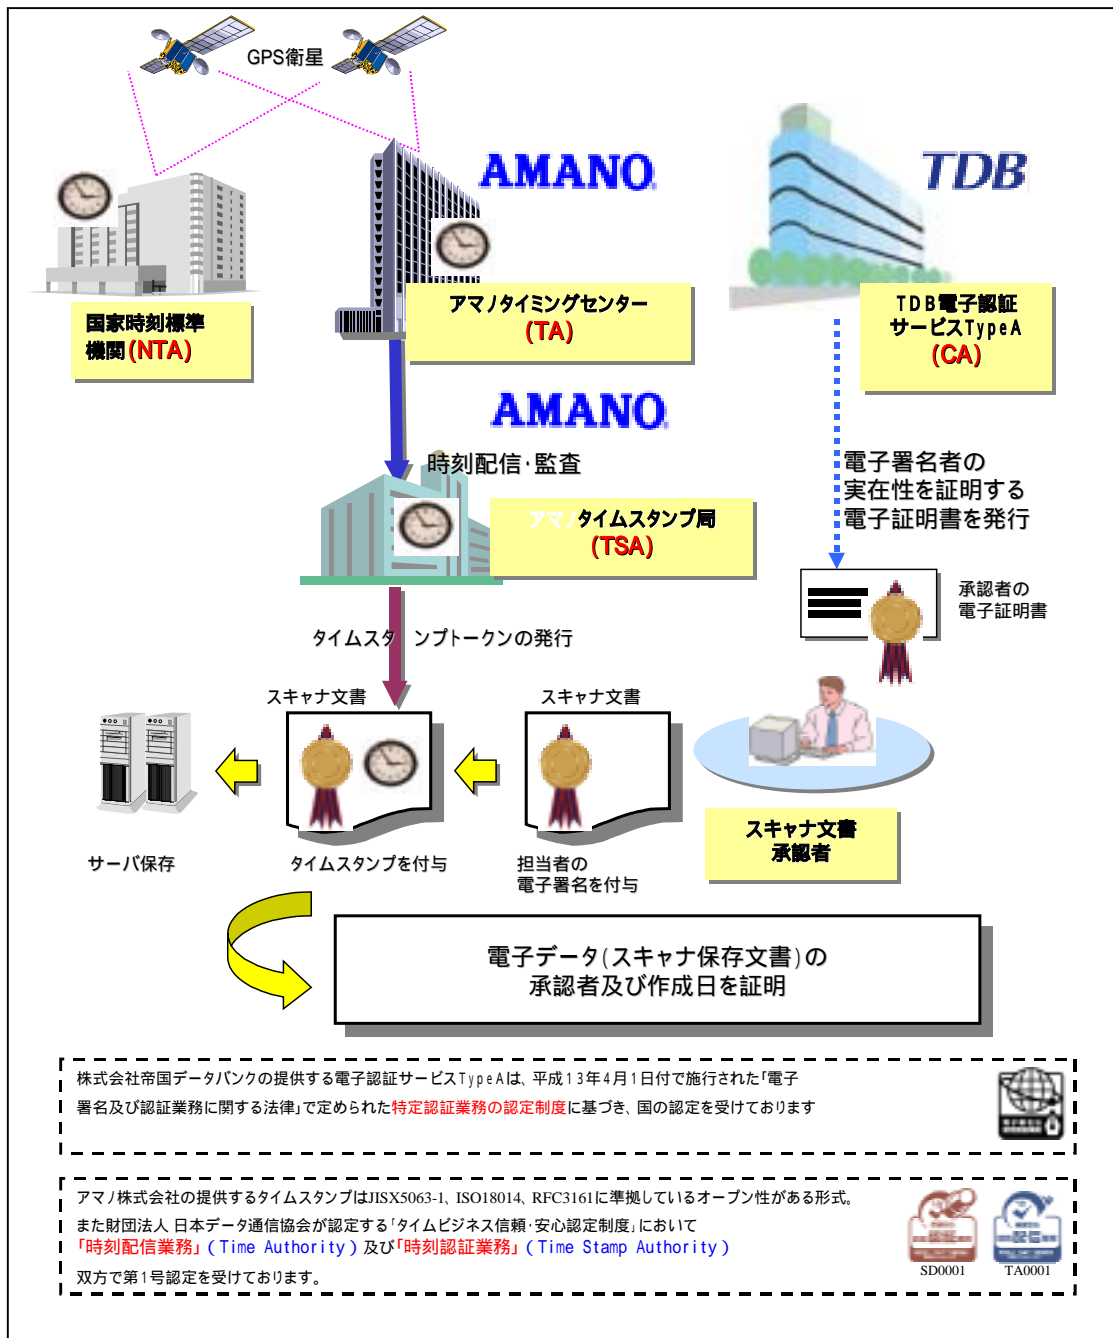 GPS衛星
AMANO
TDB
国家時刻標準
機関(NTA)
アマノタイミングセンター
(TA)
TDB電子認証
サービスTypeA
(CA)
AMANO
時刻配信・監査
電子署名者の
実在性を証明する
電子証明書を発行
アマノタイムスタンプ局
(TSA)
承認者の
電子証明書
タイムスタンプトークンの発行
スキャナ文書
スキャナ文書
スキャナ文書
承認者
サーバ保存
タイムスタンプを付与
担当者の
電子署名を付与
電子データ(スキャナ保存文書)の
承認者及び作成日を証明
株式会社帝国データバンクの提供する電子認証サービスTypeAは、平成13年4月1日付で施行された「電子
署名及び認証業務に関する法律」で定められた特定認証業務の認定制度に基づき、国の認定を受けております
アマノ株式会社の提供するタイムスタンプはJISX5063-1、ISO18014、RFC3161に準拠しているオープン性がある形式。
また財団法人 日本データ通信協会が認定する「タイムビジネス信頼・安心認定制度」において
「時刻配信業務」(Time Authority)及び「時刻認証業務」(Time Stamp Authority)
双方で第1号認定を受けております。
SD0001
TA0001